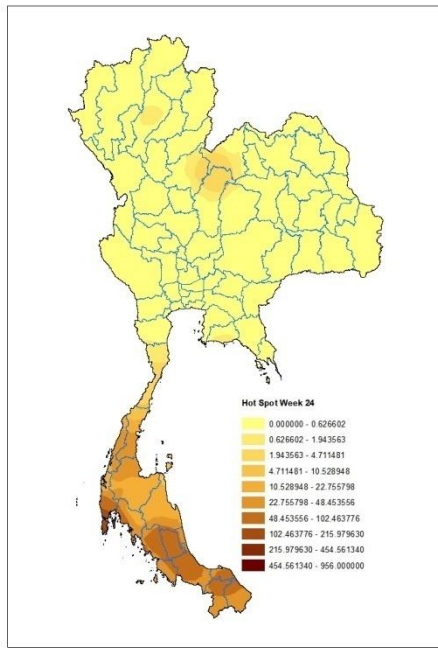 Hot Spot Week 24
0.000000 - 0.626602
0.626602 - 1.943563
1.943563 - 4.711481
4.711481 - 10.528948
10.528948 - 22.755798
22.755798 - 48.453556
48.453556 - 102.463776
102.463776 - 215.979630
215.979630 - 454.561340
454.561340 - 956.000000